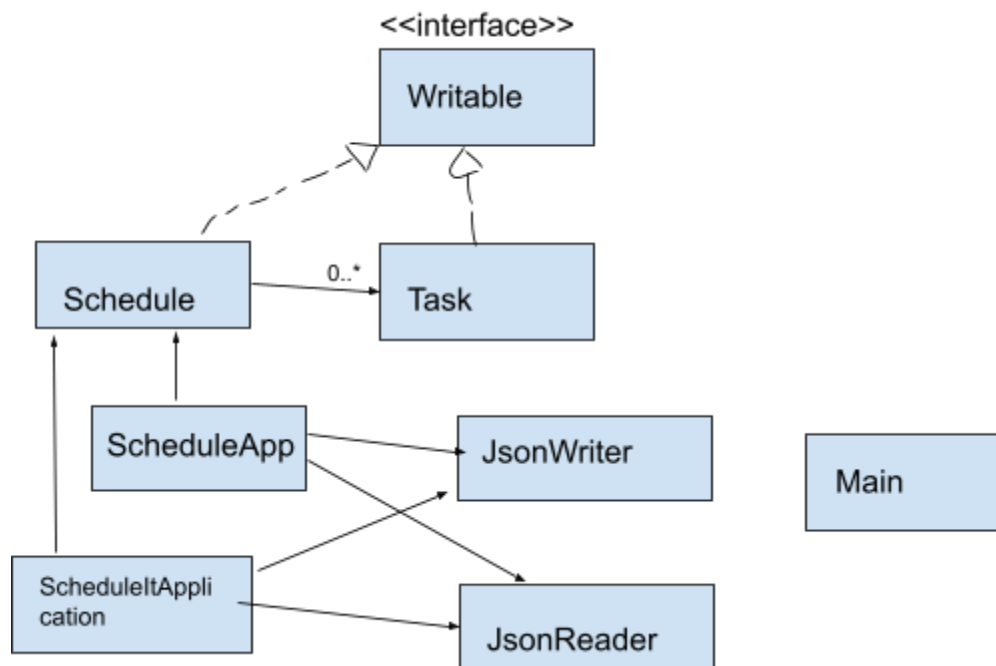 <<interface>>
Writable
0..*
Schedule
Task
ScheduleApp
JsonWriter
Main
ScheduleItAppli
cation
JsonReader